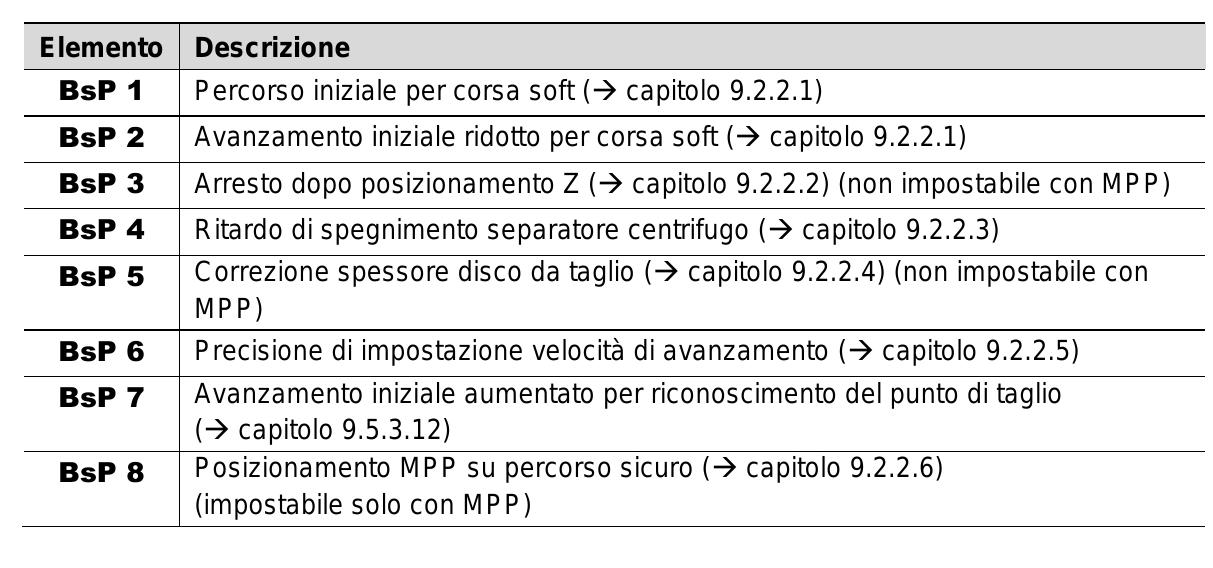 Elemento Descrizione
BsP 1 Percorso iniziale per corsa soft (→ capitolo 9.2.2.1)
BsP 2 Avanzamento iniziale ridotto per corsa soft (→ capitolo 9.2.2.1)
BsP 3 Arresto dopo posizionamento Z (→ capitolo 9.2.2.2) (non impostabile con MPP)
BsP 4 Ritardo di spegnimento separatore centrifugo (→ capitolo 9.2.2.3)
BsP 5 Correzione spessore disco da taglio (→ capitolo 9.2.2.4) (non impostabile con
MPP)
BsP 6 Precisione di impostazione velocità di avanzamento (→ capitolo 9.2.2.5)
BsP 7 Avanzamento iniziale aumentato per riconoscimento del punto di taglio
(→ capitolo 9.5.3.12)
BsP 8 Posizionamento MPP su percorso sicuro (→ capitolo 9.2.2.6)
(impostabile solo con MPP)